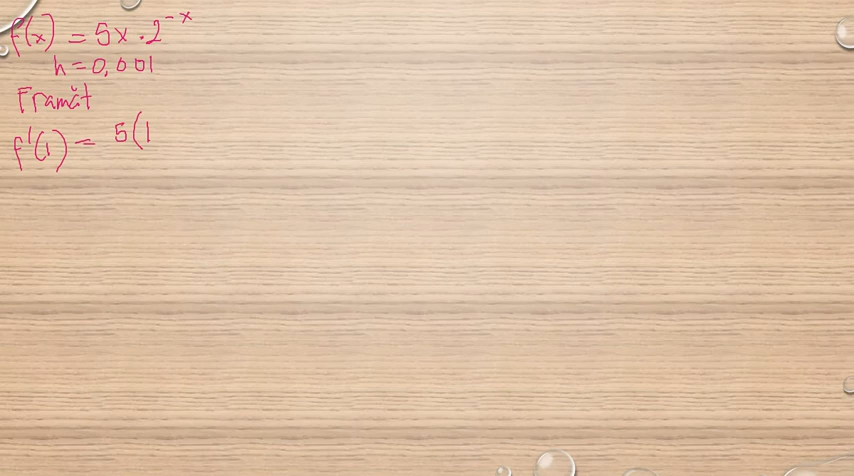 f(x) = 5x · 2^-x
h = 0,001
Framåt
f'(1) = 5(1